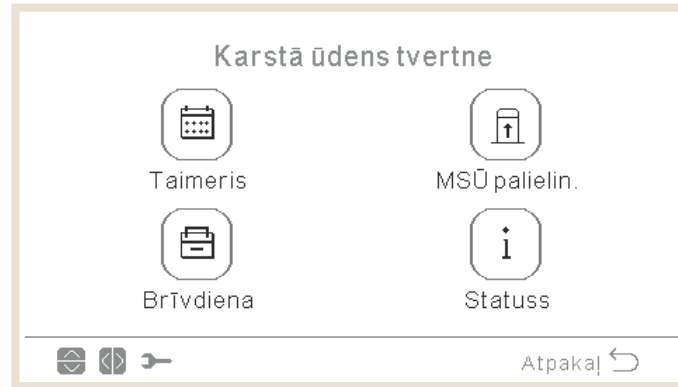 Karstā ūdens tvertne
Taimeris
MSŪ palielin.
Brīvdiena
i
Statuss
Atpakaļ